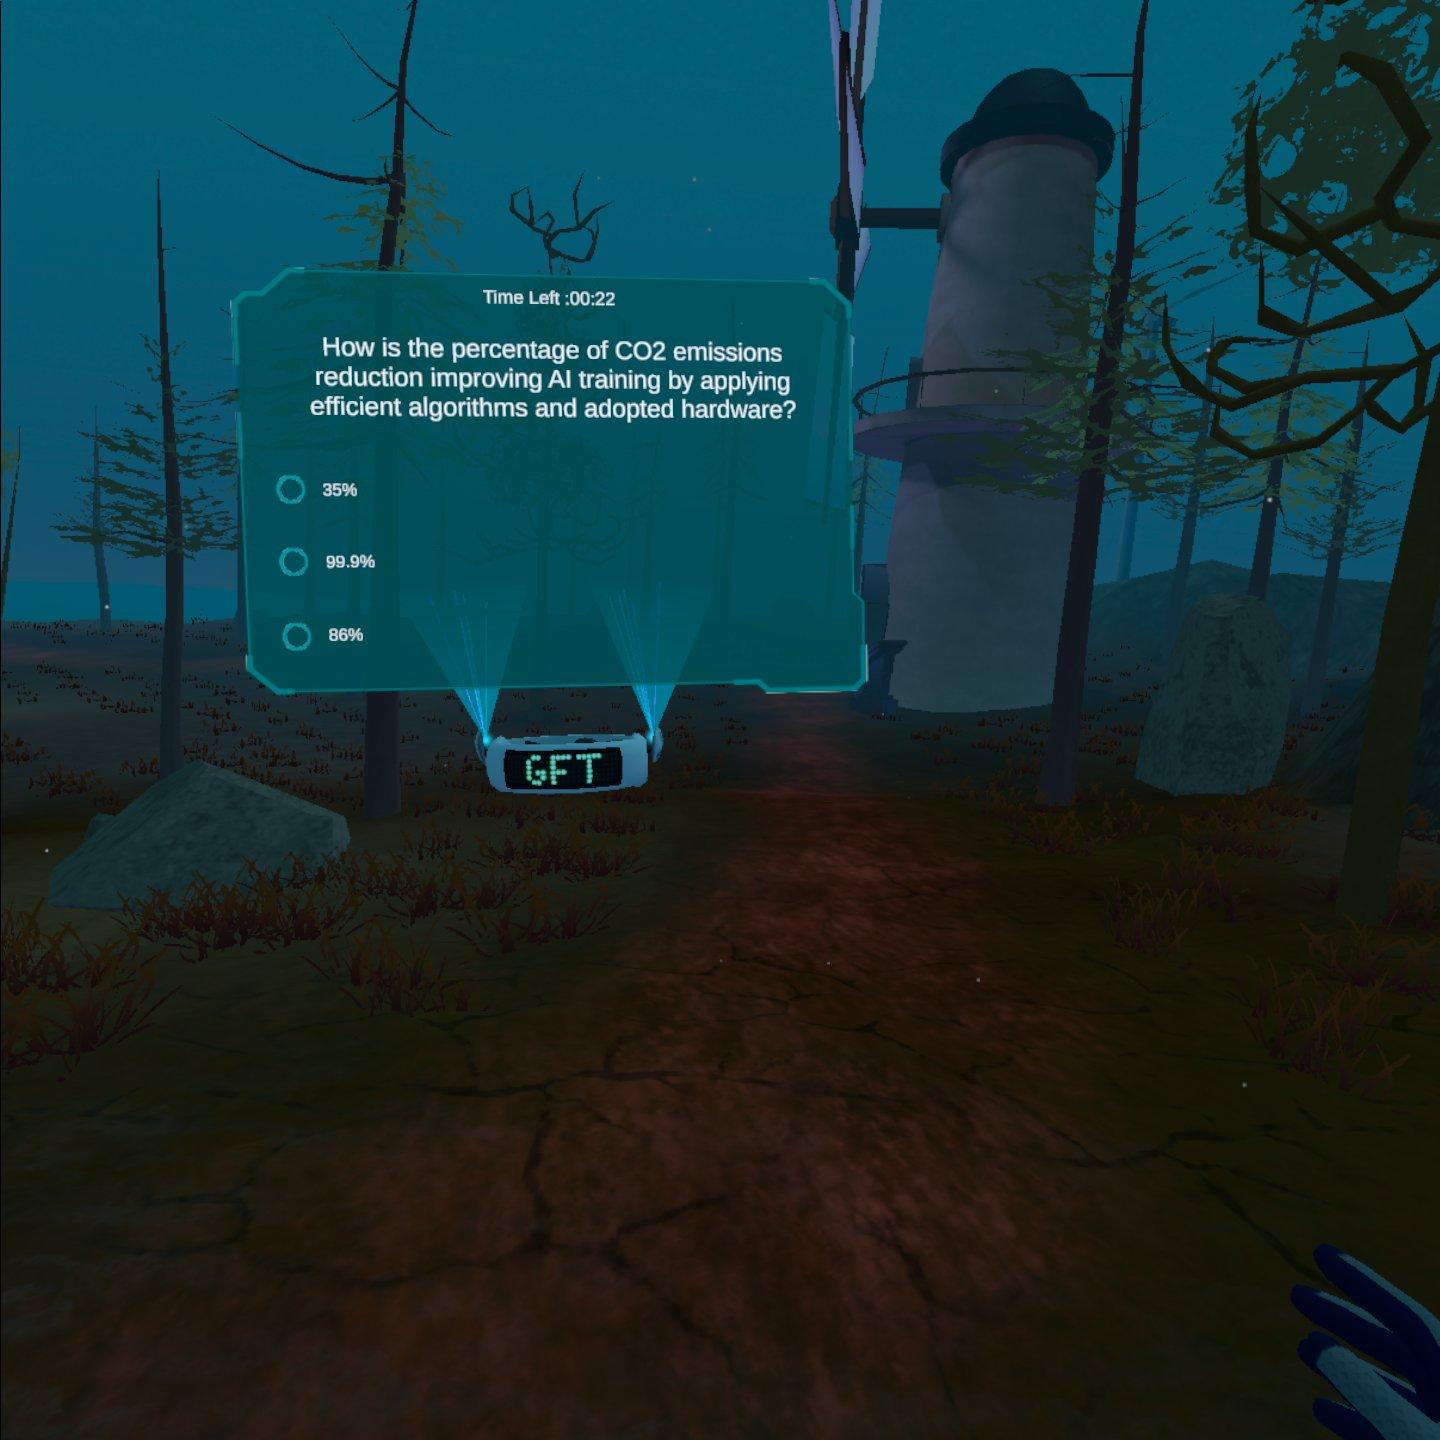 Time Left :00:22
How is the percentage of CO2 emissions
reduction improving AI training by applying
efficient algorithms and adopted hardware?
35%
99.9%
86%
GFT